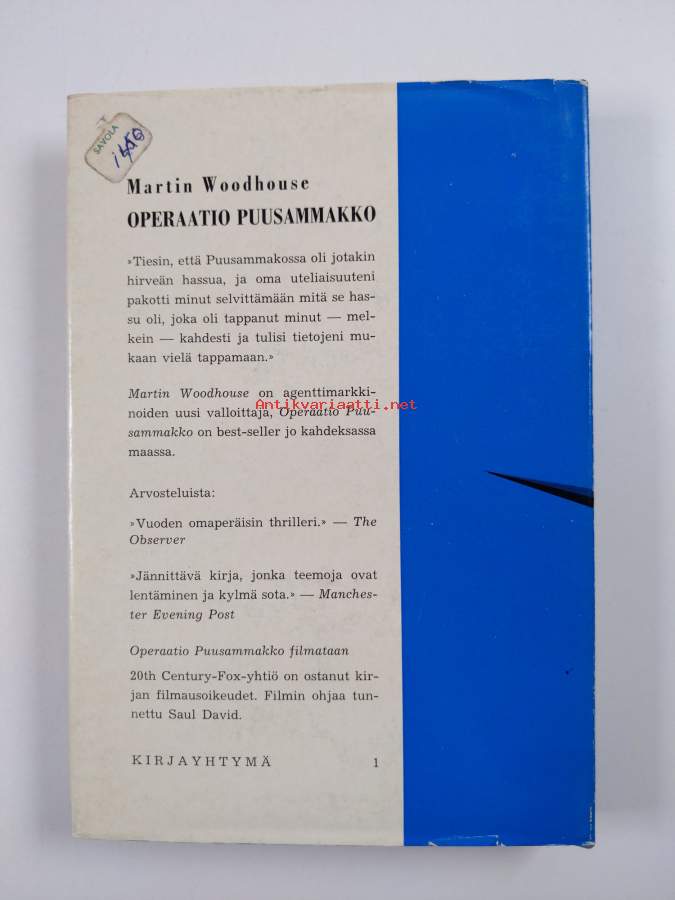 SAVOLA
Martin Woodhouse
OPERAATIO PUUSAMMAKKO
»Tiesin, että Puusammakossa oli jotakin
hirveän hassua, ja oma uteliaisuuteni
pakotti minut selvittämään mitä se has-
su oli, joka oli tappanut minut — mel-
kein — kahdesti ja tulisi tietojeni mu-
kaan vielä tappamaan.»
Martin Woodhouse on agenttimarkki-
noiden uusi valloittaja, Operaatio Puu-
sammakko on best-seller jo kahdeksassa
maassa.
Antikvariaatti.net
Arvosteluista:
»Vuoden omaperäisin thrilleri.» — The
Observer
»Jännittävä kirja, jonka teemoja ovat
lentäminen ja kylmä sota.» — Manches-
ter Evening Post
Operaatio Puusammakko filmataan
20th Century-Fox-yhtiö on ostanut kir-
jan filmausoikeudet. Filmin ohjaa tun-
nettu Saul David.
KIRJAYHTYMÄ 1